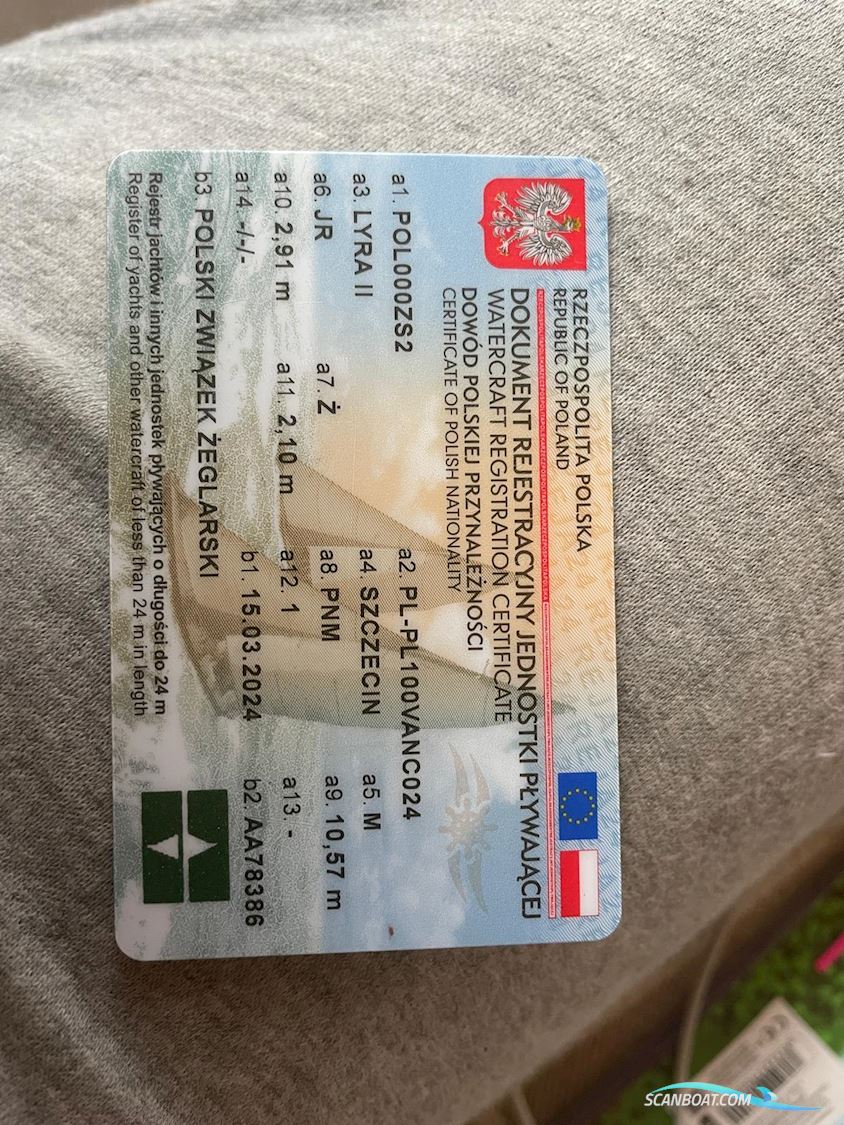 RZECZPOSPOLITA POLSKA
REPUBLIC OF POLAND
DOKUMENT REJESTRACYJNY JEDNOSTKI PŁYWAJĄCEJ
WATERCRAFT REGISTRATION CERTIFICATE
DOWÓD POLSKIEJ PRZYNALEŻNOŚCI
CERTIFICATE OF POLISH NATIONALITY
a1. POL000ZS2 a2. PL-PL100VANC024
a3. LYRA II a4. SZCZECIN a5. M
a6. JR a7. Ż a8. PNM a9. 10,57 m
a10. 2,91 m a11. 2,10 m a12. 1 a13. -
a14. -/-/- b1. 15.03.2024 b2. AA78386
b3. POLSKI ZWIĄZEK ŻEGLARSKI
Rejestr jachtów i innych jednostek pływających o długości do 24 m
Register of yachts and other watercraft of less than 24 m in length
SCANBOAT.COM